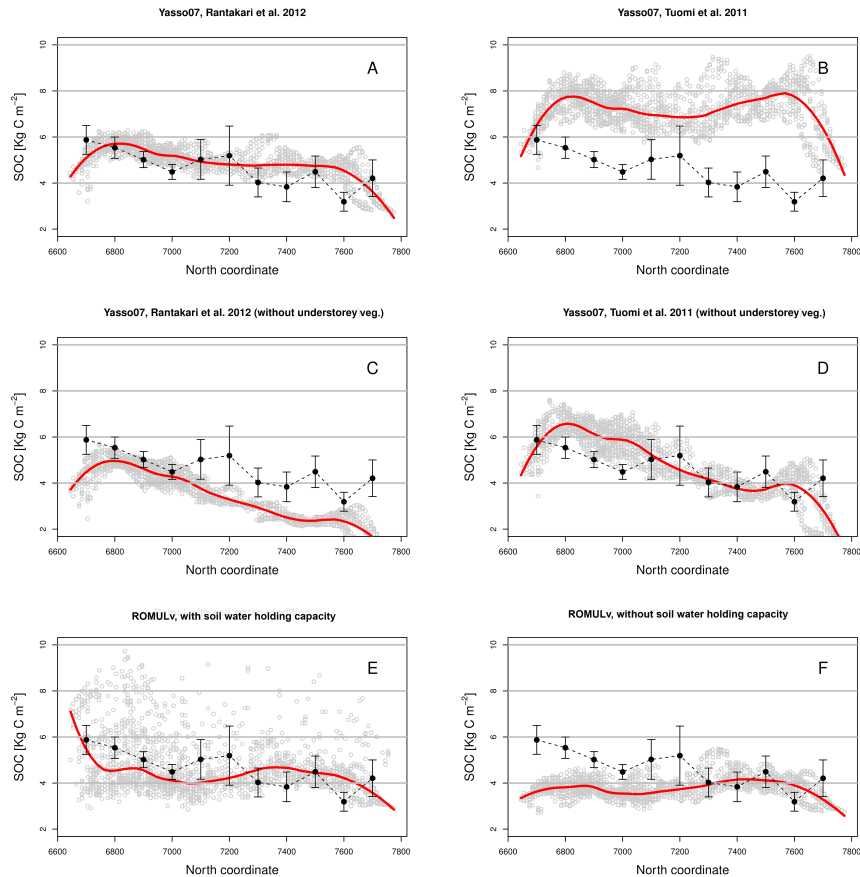 Yasso07, Rantakari et al. 2012
A
SOC [Kg C m−2]
10
8
6
4
2
6600 6800 7000 7200 7400 7600 7800
North coordinate
Yasso07, Tuomi et al. 2011
B
SOC [Kg C m−2]
10
8
6
4
2
6600 6800 7000 7200 7400 7600 7800
North coordinate
Yasso07, Rantakari et al. 2012 (without understorey veg.)
C
SOC [Kg C m−2]
10
8
6
4
2
6600 6800 7000 7200 7400 7600 7800
North coordinate
Yasso07, Tuomi et al. 2011 (without understorey veg.)
D
SOC [Kg C m−2]
10
8
6
4
2
6600 6800 7000 7200 7400 7600 7800
North coordinate
ROMULv, with soil water holding capacity
E
SOC [Kg C m−2]
10
8
6
4
2
6600 6800 7000 7200 7400 7600 7800
North coordinate
ROMULv, without soil water holding capacity
F
SOC [Kg C m−2]
10
8
6
4
2
6600 6800 7000 7200 7400 7600 7800
North coordinate